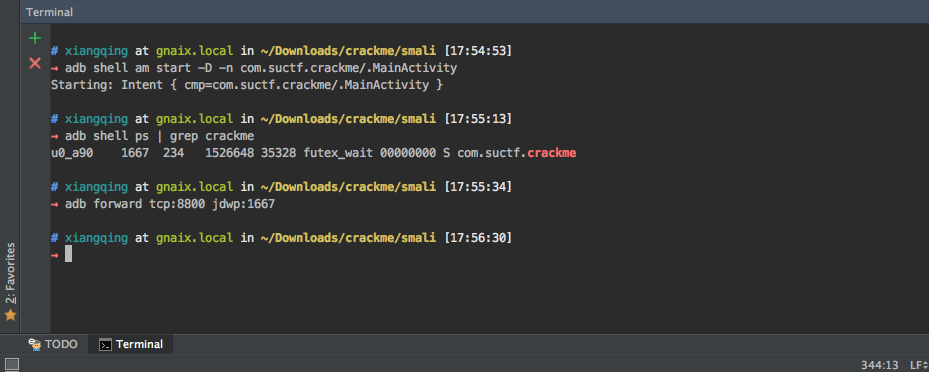 Terminal
# xiangqing at gnaix.local in ~/Downloads/crackme/smali [17:54:53]
→ adb shell am start -D -n com.suctf.crackme/.MainActivity
Starting: Intent { cmp=com.suctf.crackme/.MainActivity }
# xiangqing at gnaix.local in ~/Downloads/crackme/smali [17:55:13]
→ adb shell ps | grep crackme
u0_a90    1667  234   1526648 35328 futex_wait 00000000 S com.suctf.crackme
# xiangqing at gnaix.local in ~/Downloads/crackme/smali [17:55:34]
→ adb forward tcp:8800 jdwp:1667
# xiangqing at gnaix.local in ~/Downloads/crackme/smali [17:56:30]
→
2: Favorites
TODO
Terminal
344:13 LF